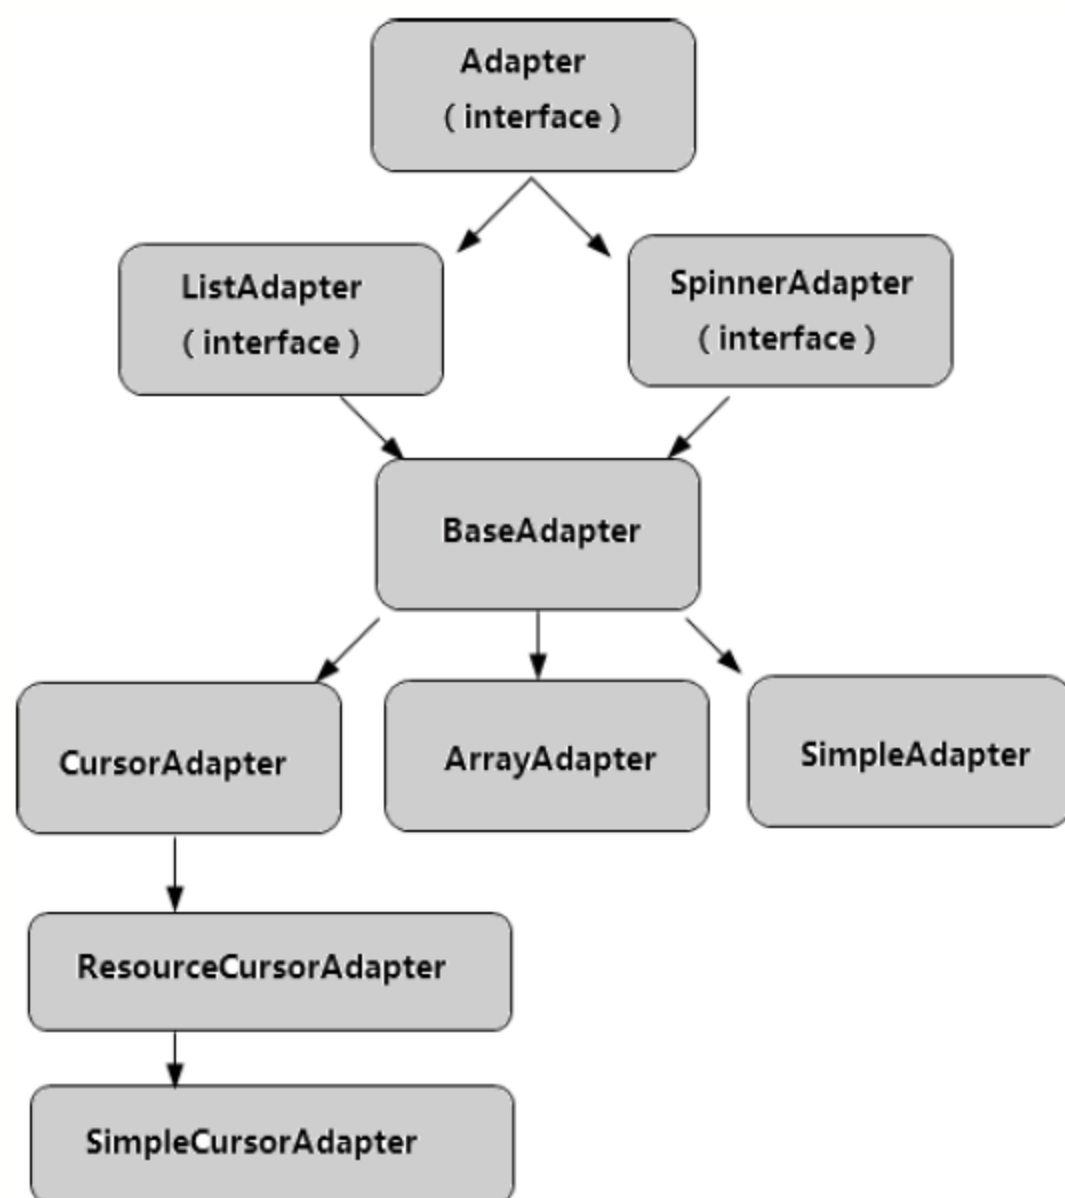 Adapter
( interface )
ListAdapter
( interface )
SpinnerAdapter
( interface )
BaseAdapter
CursorAdapter
ArrayAdapter
SimpleAdapter
ResourceCursorAdapter
SimpleCursorAdapter